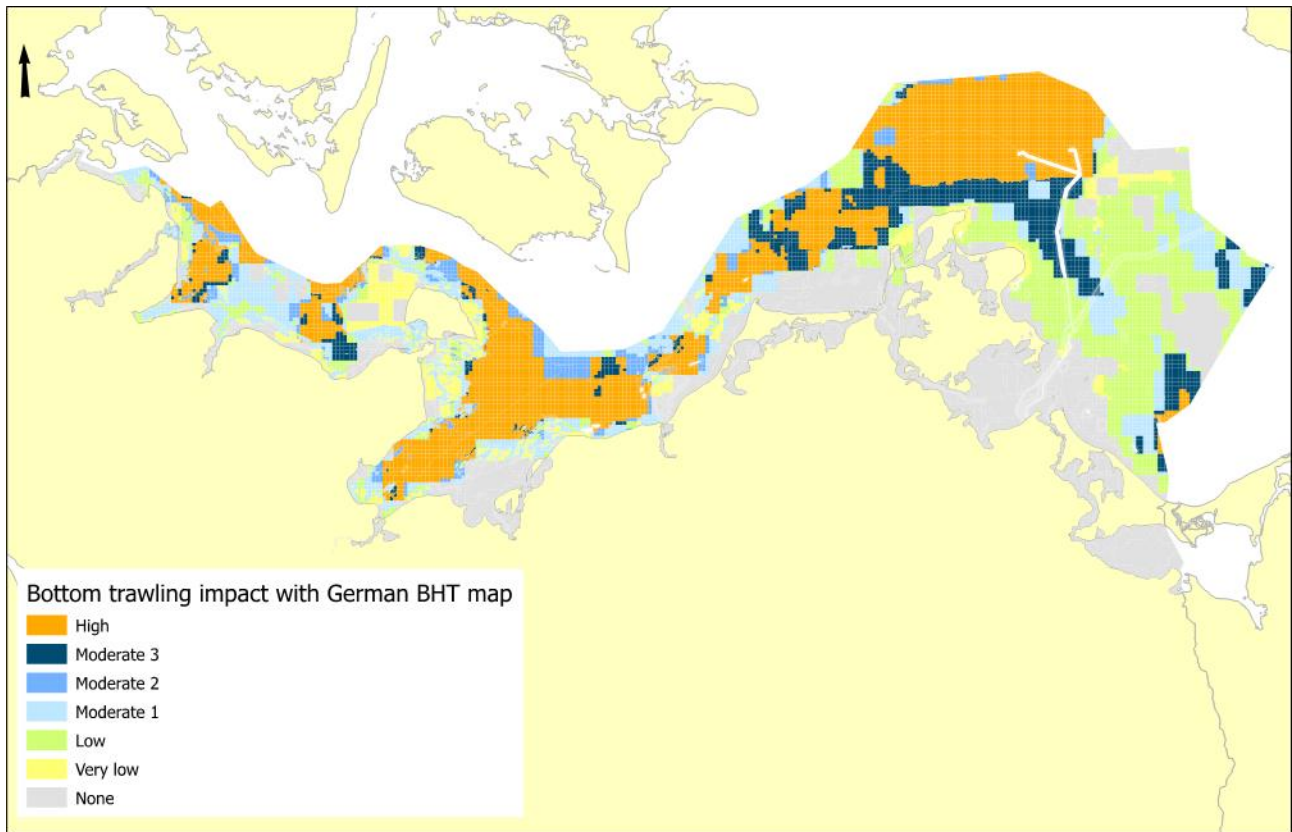 Bottom trawling impact with German BHT map
High
Moderate 3
Moderate 2
Moderate 1
Low
Very low
None